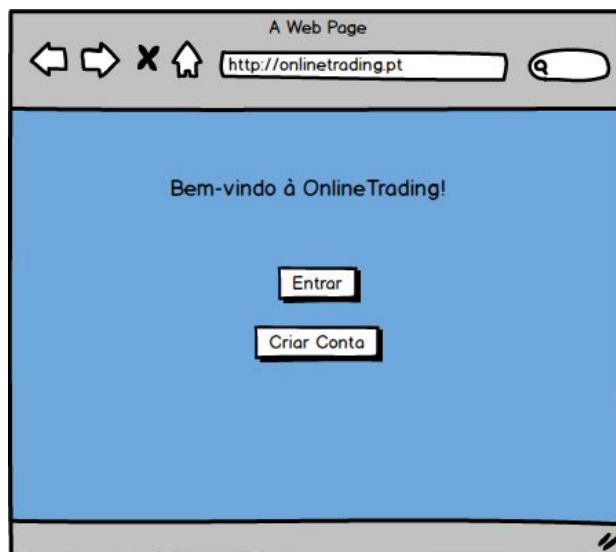 A Web Page
http://onlinetrading.pt
Bem-vindo à OnlineTrading!
Entrar
Criar Conta